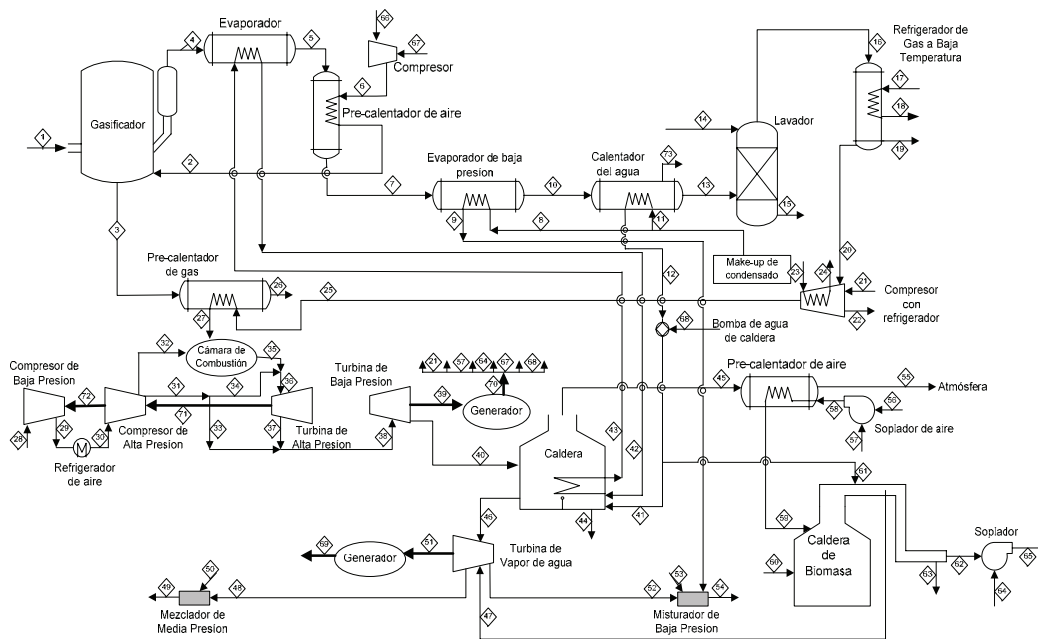 Evaporador
4
5
66
67
Compresor
6
Pre-calentador de aire
Gasificador
1
2
3
7
Evaporador de baja
presion
9
8
10
Calentador
del agua
73
11
13
14
Lavador
15
16
Refrigerador de
Gas a Baja
Temperatura
17
18
19
20
Make-up de
condensado
23
24
21
22
Compresor
con
refrigerador
12
68
Bomba de agua
de caldera
Pre-calentador
de gas
26
25
27
Cámara de
Combustión
32
35
Compresor de
Baja Presion
72
31
34
36
71
28
29
30
33
37
Refrigerador
de aire
Compresor de
Alta Presion
Turbina de
Alta Presion
38
Turbina de
Baja Presion
39
21
57
64
67
68
70
Generador
40
Caldera
43
42
41
44
45
Pre-calentador de aire
55
Atmósfera
58
56
57
Soplador de aire
59
61
Caldera
de
Biomasa
60
62
63
Soplador
65
64
46
Turbina de
Vapor de agua
51
69
Generador
47
48
49
50
Mezclador de
Media Presion
52
53
54
Misturador de
Baja Presion